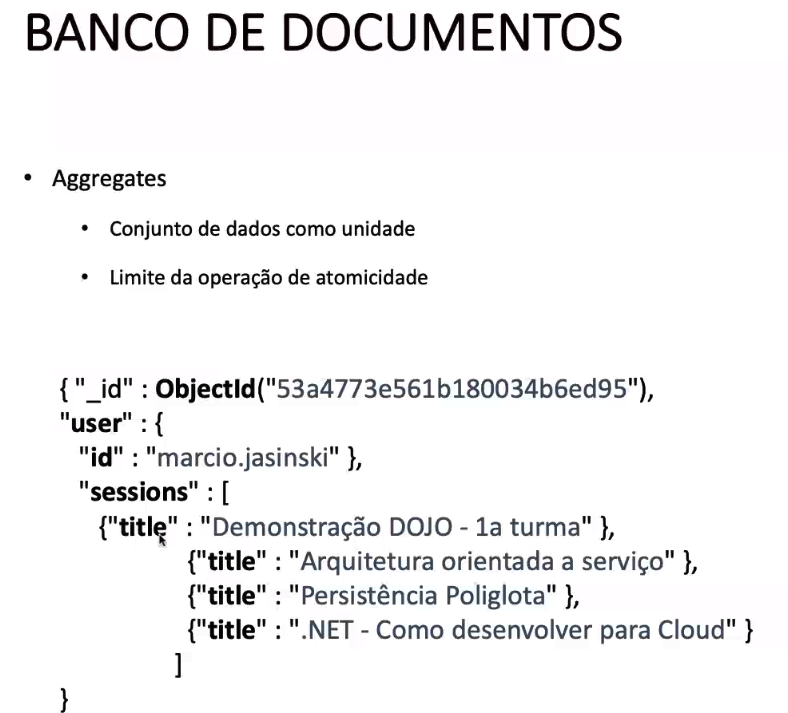 BANCO DE DOCUMENTOS
• Aggregates
• Conjunto de dados como unidade
• Limite da operação de atomicidade
{ "_id" : ObjectId("53a4773e561b180034b6ed95"),
"user" : {
"id" : "marcio.jasinski" },
"sessions" : [
{"title" : "Demonstração DOJO - 1a turma" },
{"title" : "Arquitetura orientada a serviço" },
{"title" : "Persistência Poliglota" },
{"title" : ".NET - Como desenvolver para Cloud" }
]
}